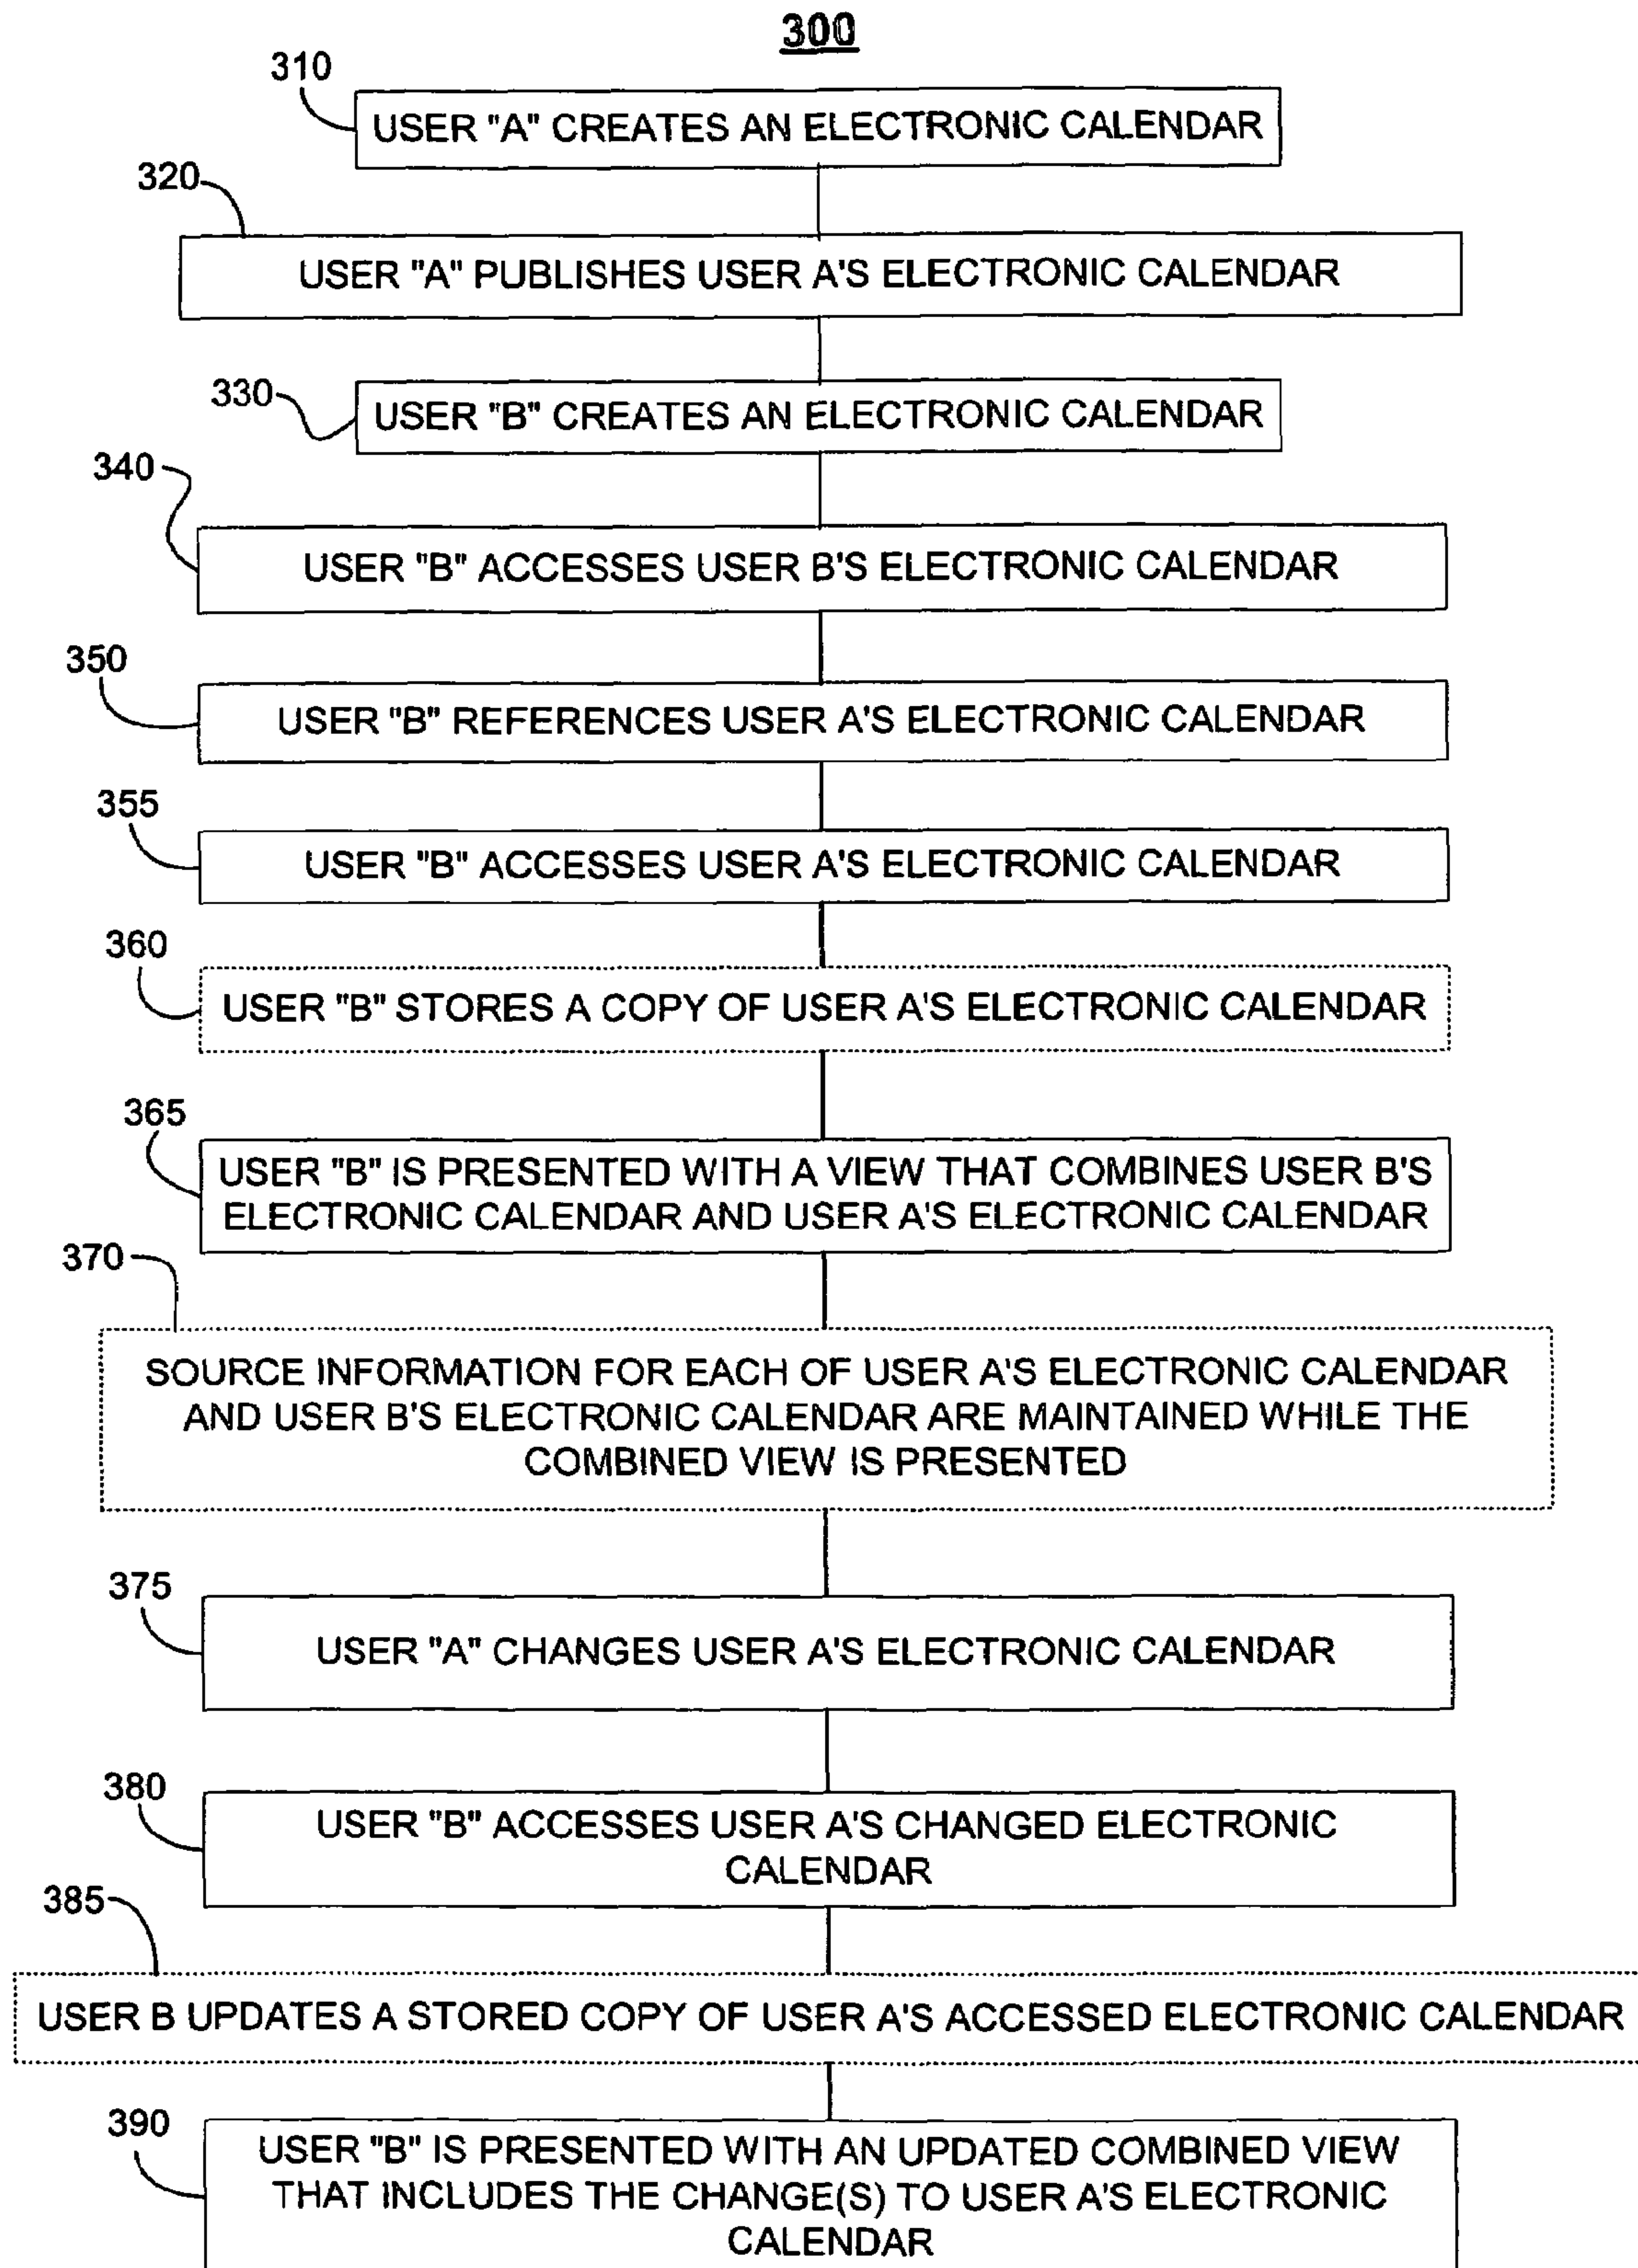 300
310
USER "A" CREATES AN ELECTRONIC CALENDAR
320
USER "A" PUBLISHES USER A'S ELECTRONIC CALENDAR
330
USER "B" CREATES AN ELECTRONIC CALENDAR
340
USER "B" ACCESSES USER B'S ELECTRONIC CALENDAR
350
USER "B" REFERENCES USER A'S ELECTRONIC CALENDAR
355
USER "B" ACCESSES USER A'S ELECTRONIC CALENDAR
360
USER "B" STORES A COPY OF USER A'S ELECTRONIC CALENDAR
365
USER "B" IS PRESENTED WITH A VIEW THAT COMBINES USER B'S
ELECTRONIC CALENDAR AND USER A'S ELECTRONIC CALENDAR
370
SOURCE INFORMATION FOR EACH OF USER A'S ELECTRONIC CALENDAR
AND USER B'S ELECTRONIC CALENDAR ARE MAINTAINED WHILE THE
COMBINED VIEW IS PRESENTED
375
USER "A" CHANGES USER A'S ELECTRONIC CALENDAR
380
USER "B" ACCESSES USER A'S CHANGED ELECTRONIC
CALENDAR
385
USER B UPDATES A STORED COPY OF USER A'S ACCESSED ELECTRONIC CALENDAR
390
USER "B" IS PRESENTED WITH AN UPDATED COMBINED VIEW
THAT INCLUDES THE CHANGE(S) TO USER A'S ELECTRONIC
CALENDAR